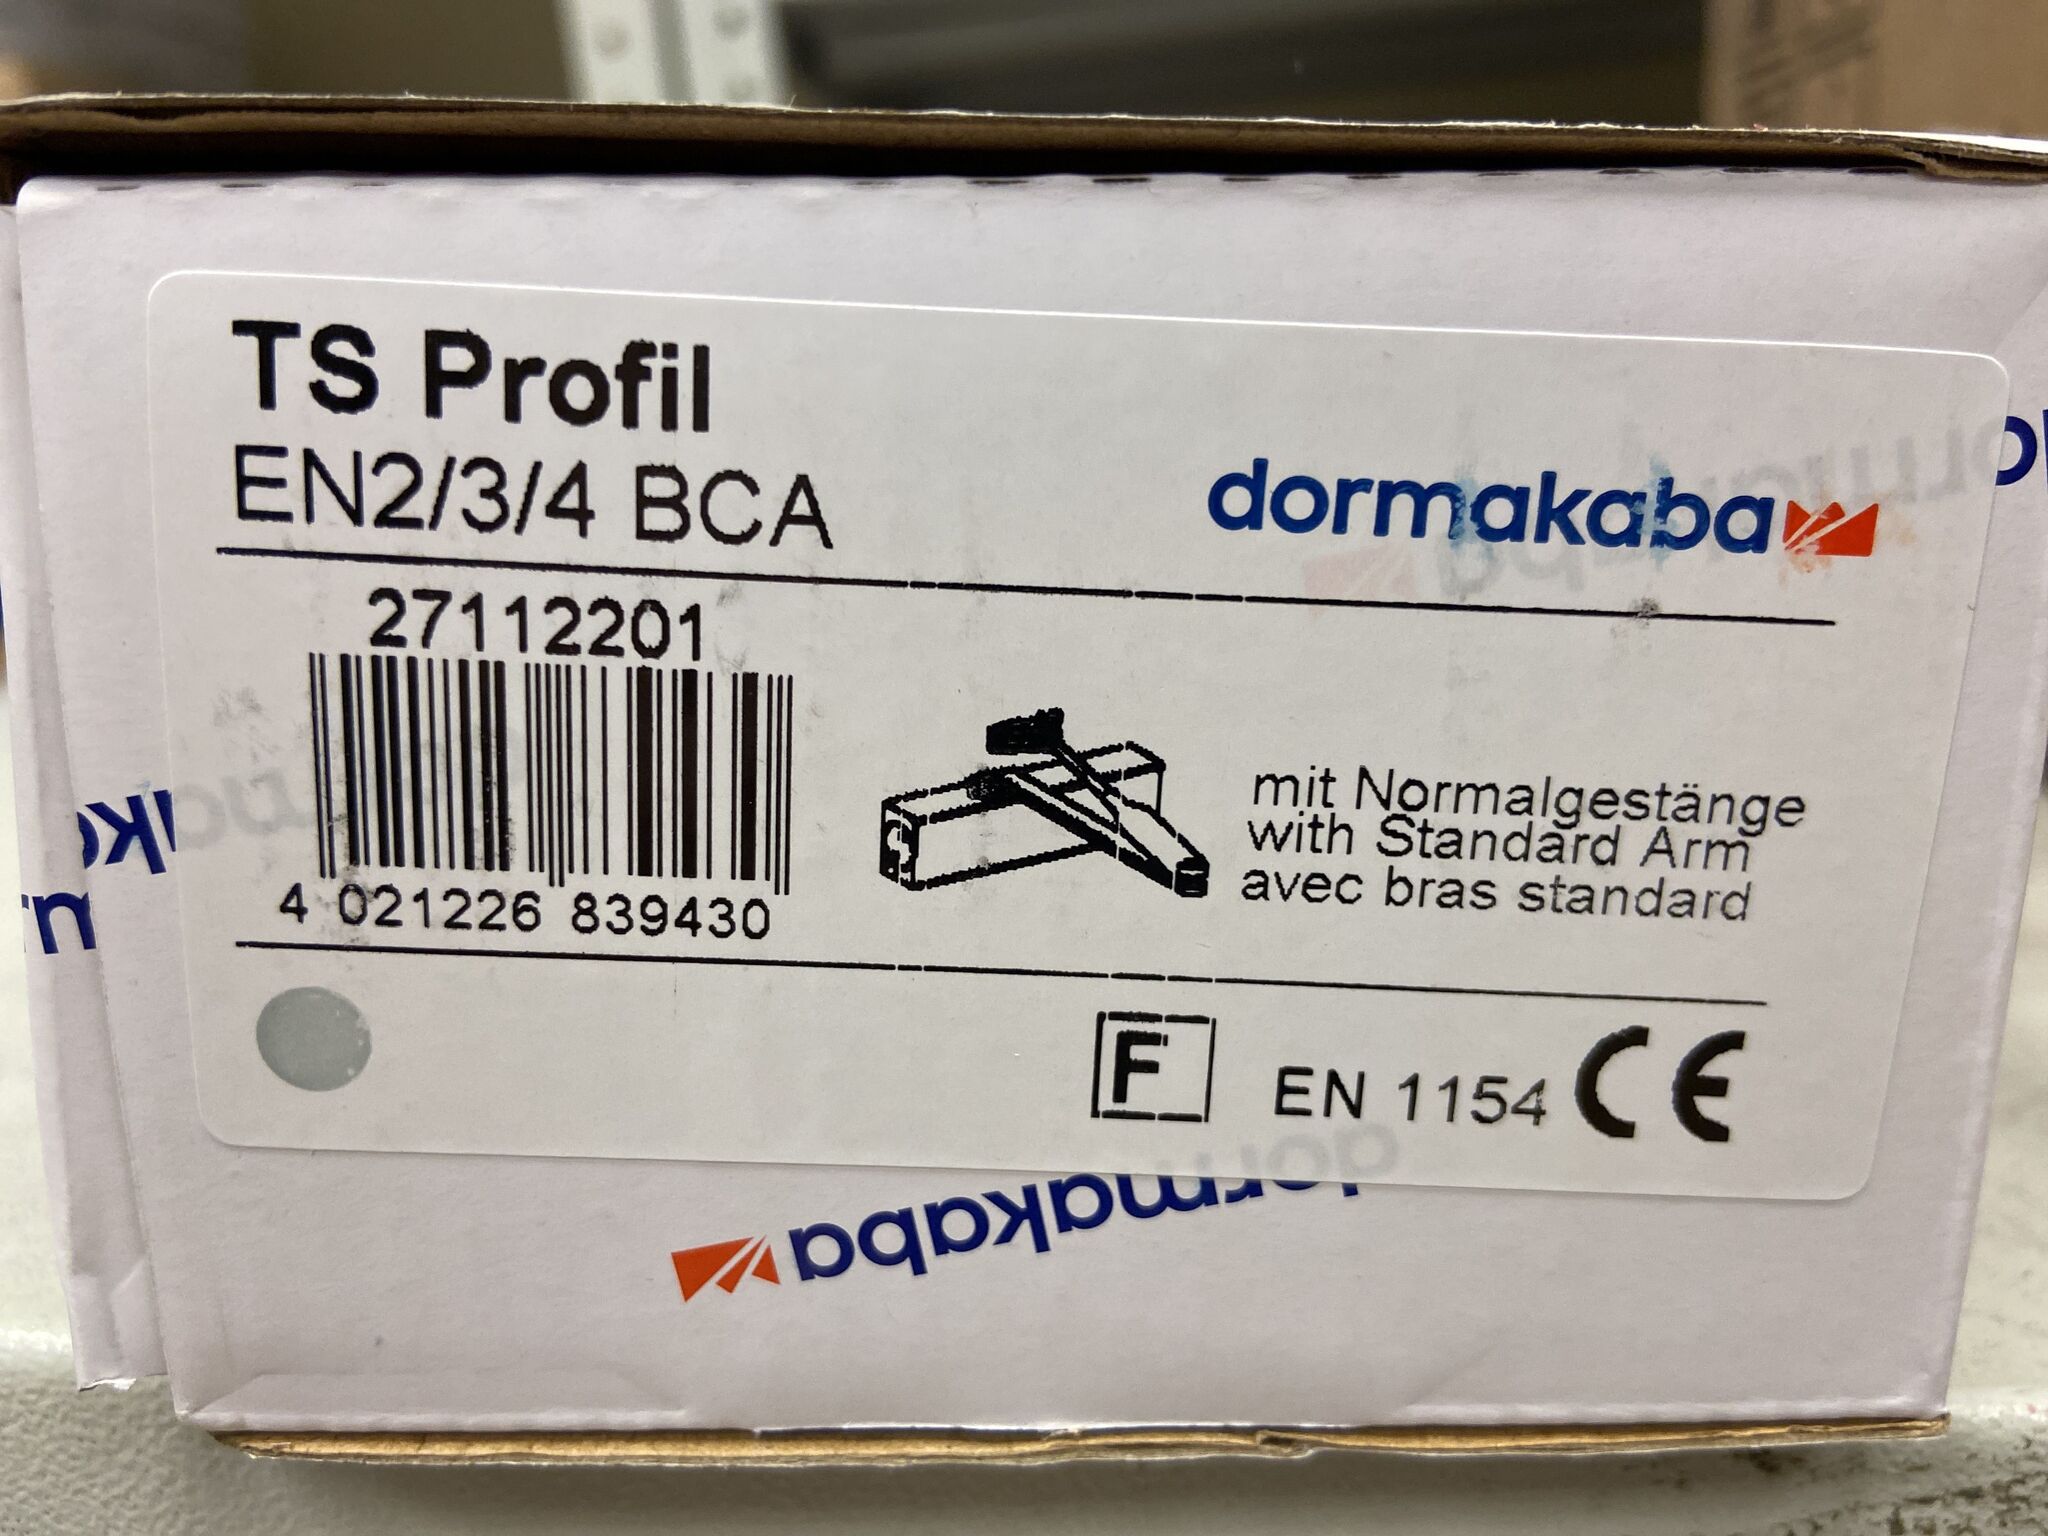 TS Profil
EN2/3/4 BCA
dormakaba
27112201
4 021226 839430
mit Normalgestänge
with Standard Arm
avec bras standard
F
EN 1154 CE
dormakaba